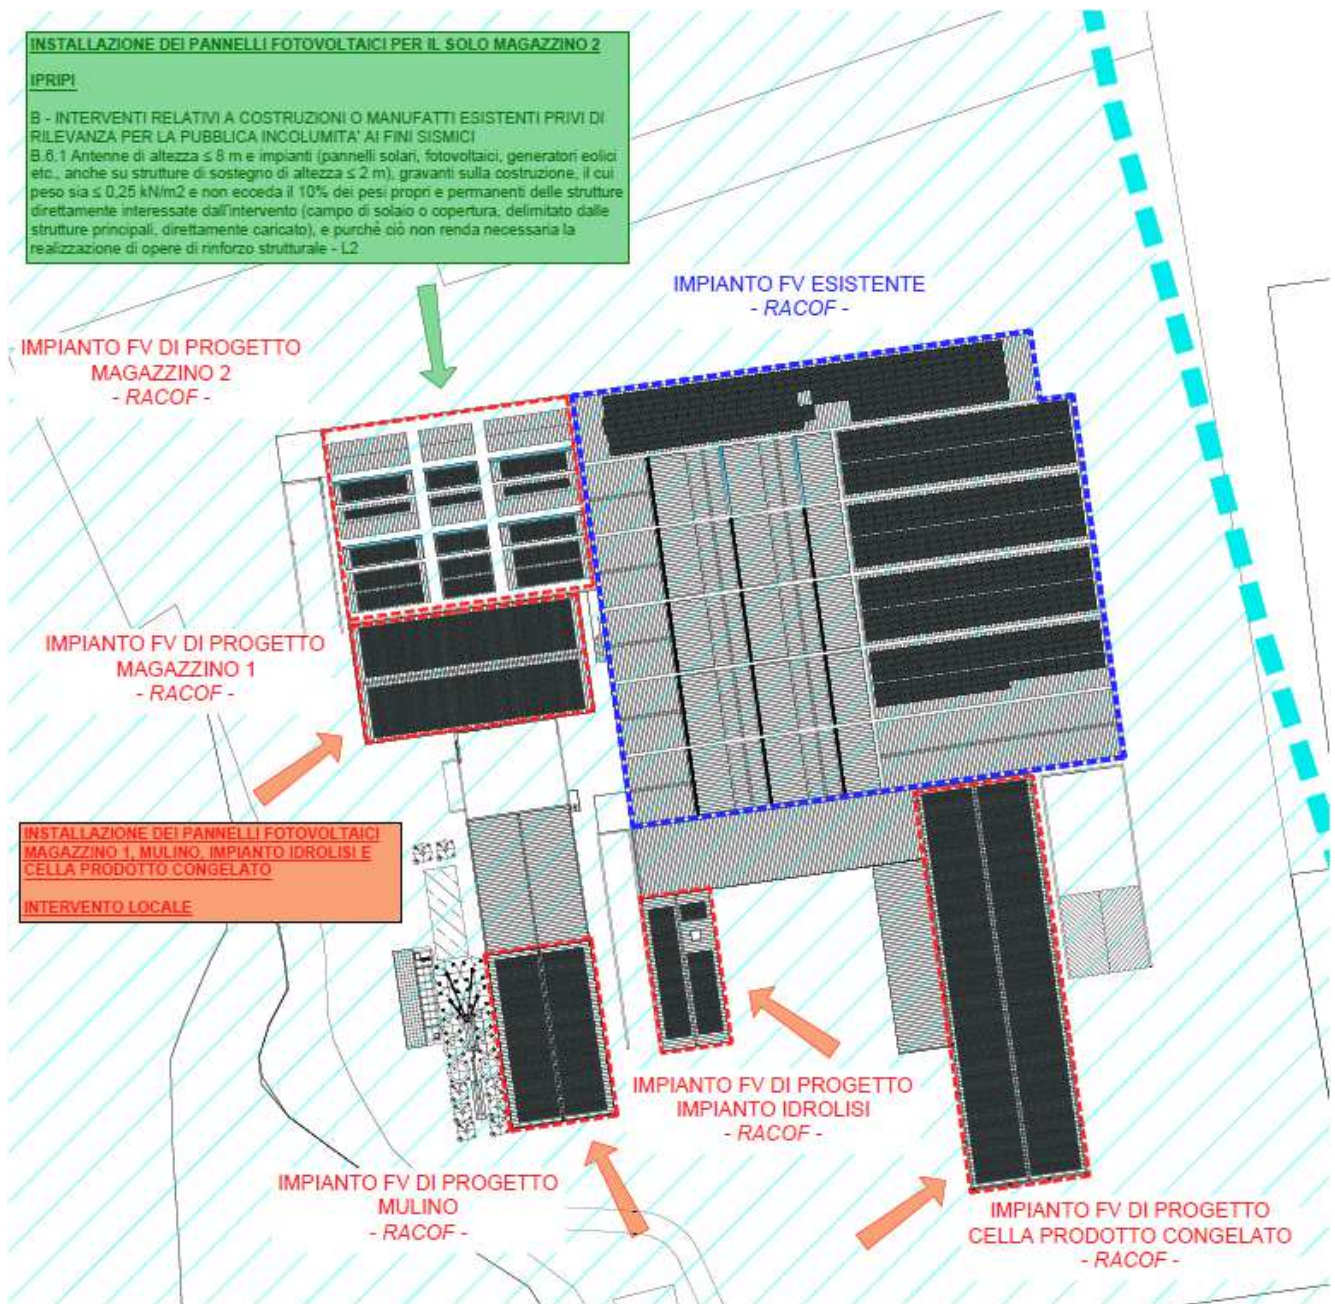 INSTALLAZIONE DEI PANNELLI FOTOVOLTAICI PER IL SOLO MAGAZZINO 2
IPRIPI
B - INTERVENTI RELATIVI A COSTRUZIONI O MANUFATTI ESISTENTI PRIVI DI
RILEVANZA PER LA PUBBLICA INCOLUMITA' AI FINI SISMICI
B.6.1 Antenne di altezza ≤ 8 m e impianti (pannelli solari, fotovoltaici, generatori eolici
etc., anche su strutture di sostegno di altezza ≤ 2 m), gravanti sulla costruzione, il cui
peso sia ≤ 0,25 kN/m2 e non ecceda il 10% dei pesi propri e permanenti delle strutture
direttamente interessate dall'intervento (campo di solaio o copertura, delimitato dalle
strutture principali, direttamente caricato), e purché ciò non renda necessaria la
realizzazione di opere di rinforzo strutturale - L2
IMPIANTO FV ESISTENTE
- RACOF -
IMPIANTO FV DI PROGETTO
MAGAZZINO 2
- RACOF -
IMPIANTO FV DI PROGETTO
MAGAZZINO 1
- RACOF -
INSTALLAZIONE DEI PANNELLI FOTOVOLTAICI
MAGAZZINO 1, MULINO, IMPIANTO IDROLISI E
CELLA PRODOTTO CONGELATO
INTERVENTO LOCALE
IMPIANTO FV DI PROGETTO
IMPIANTO IDROLISI
- RACOF -
IMPIANTO FV DI PROGETTO
MULINO
- RACOF -
IMPIANTO FV DI PROGETTO
CELLA PRODOTTO CONGELATO
- RACOF -